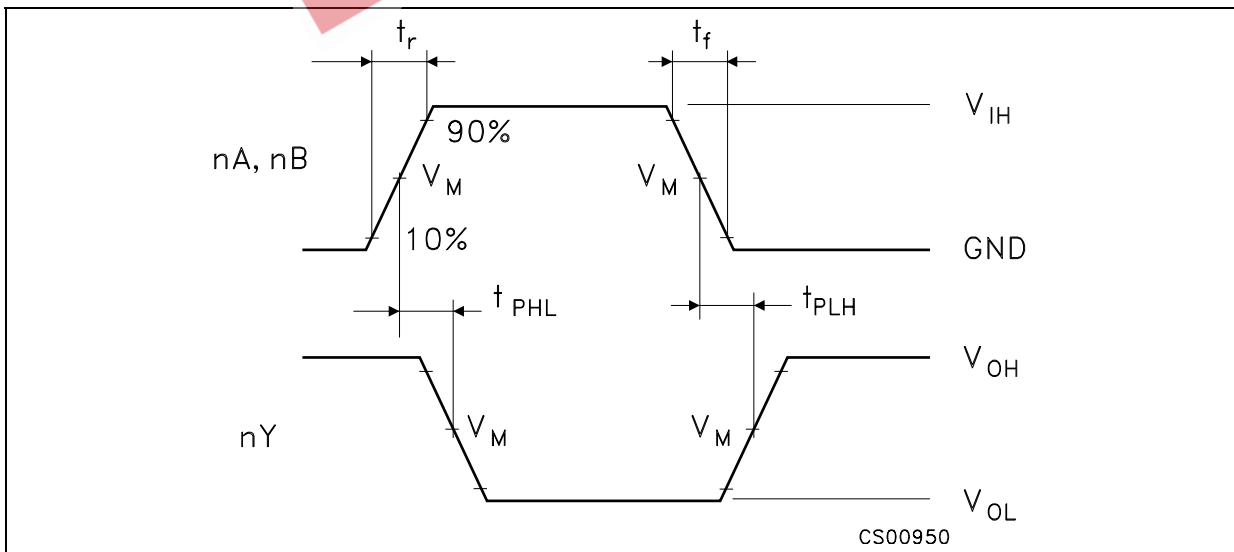 tr tf
VIH
90%
nA, nB VM VM
10% GND
tPHL tPLH
VOH
nY VM VM
VOL
CS00950